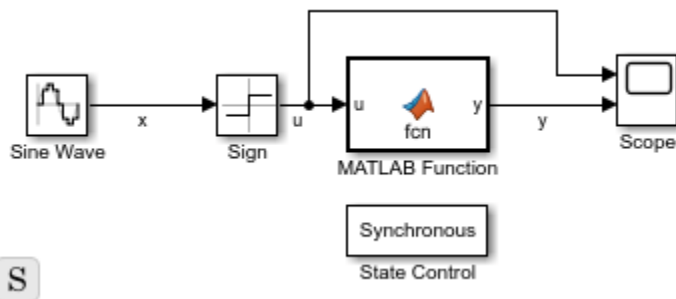 x
u
u
fcn
y
y
Sine Wave
Sign
MATLAB Function
Scope
Synchronous
State Control
S